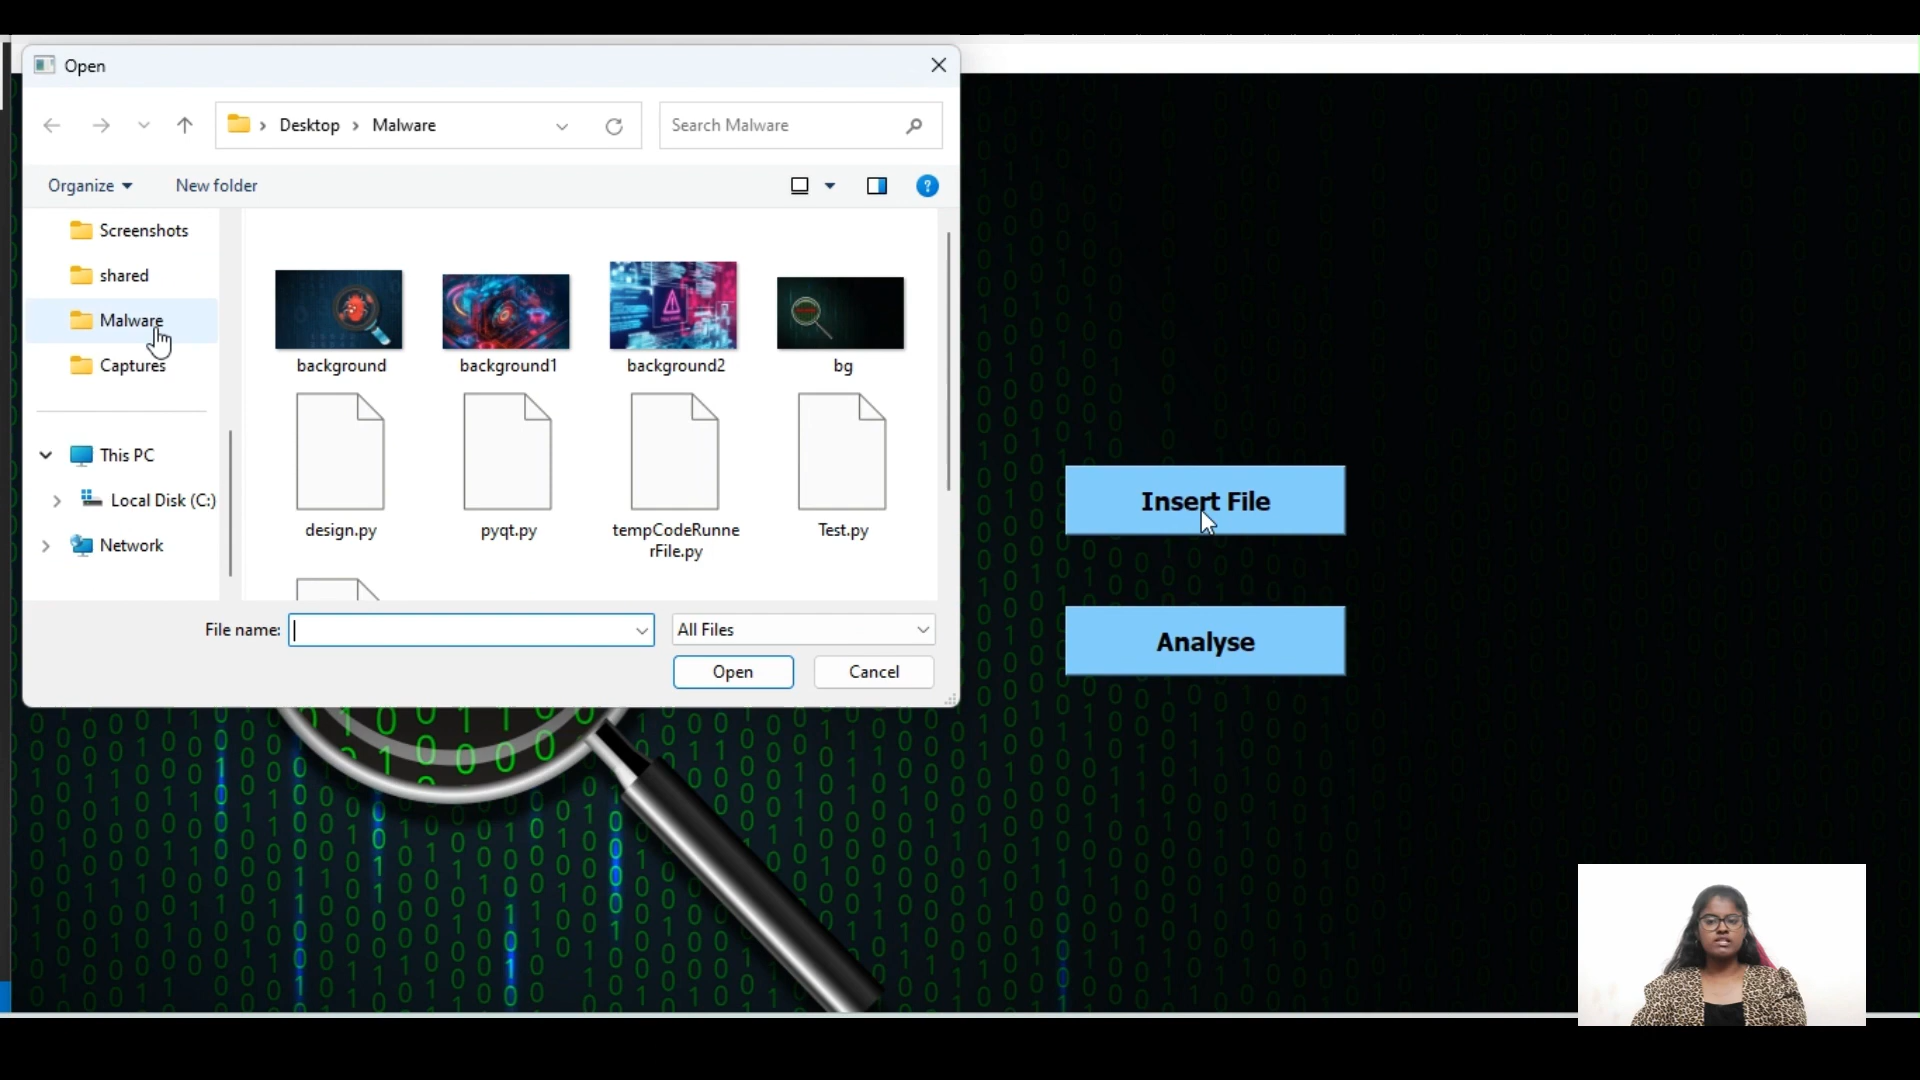 Open
Desktop > Malware
Search Malware
Organize
New folder
?
Screenshots
shared
Malware
Captures
This PC
Local Disk (C:)
Network
background
background1
background2
bg
design.py
pyqt.py
tempCodeRunne
rFile.py
Test.py
File name:
All Files
Open
Cancel
Insert File
Analyse